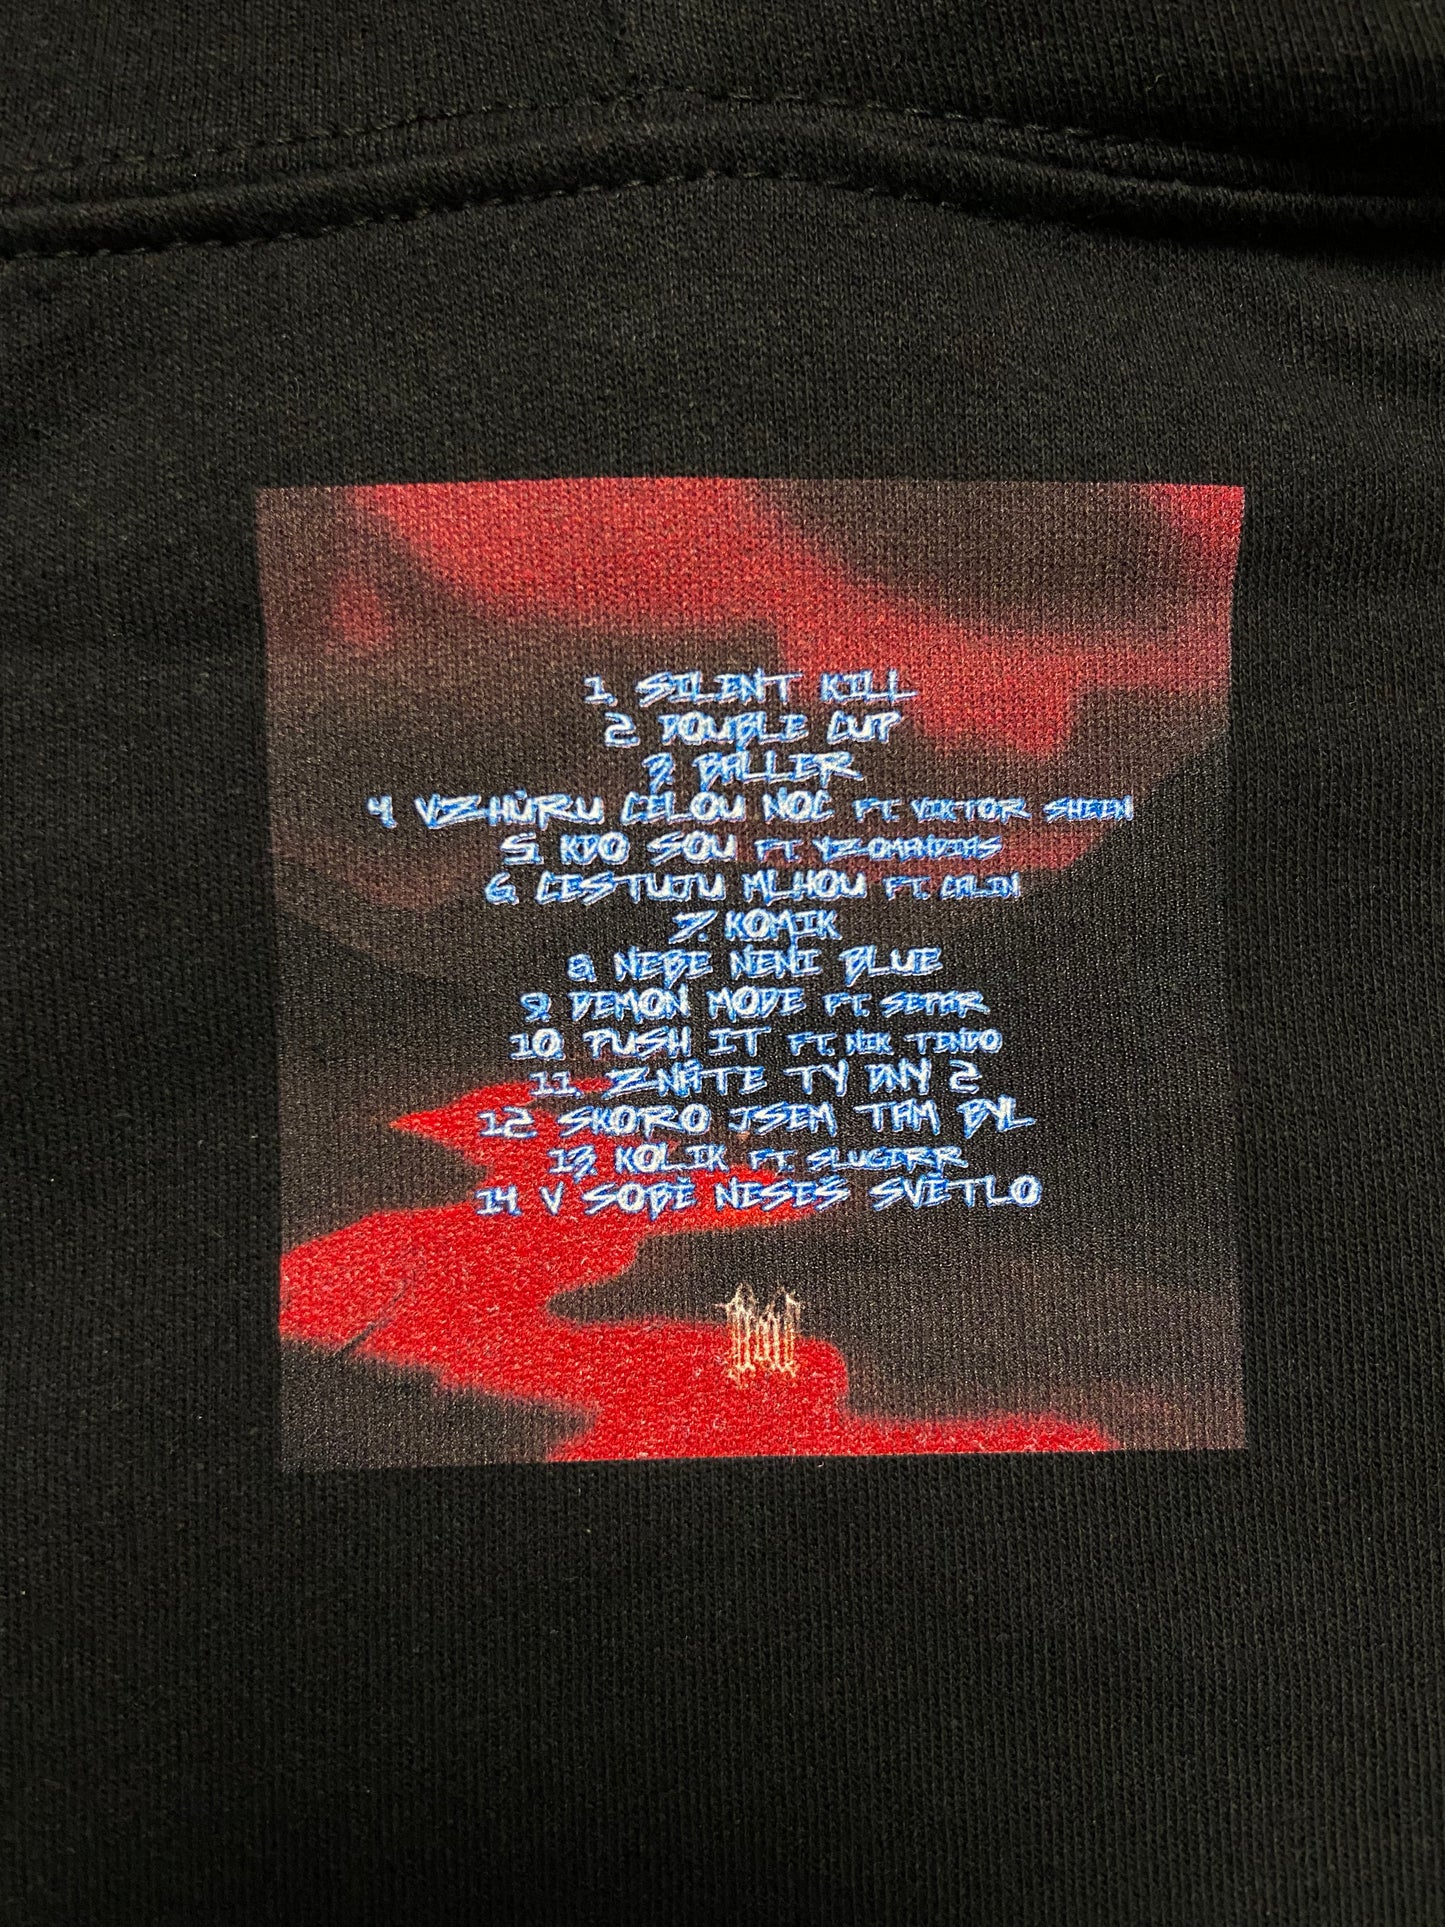 1. SILENT KILL
2. DOUBLE CUP
3. BALLER
4. VZHŮRU CELOU NOC FT. VIKTOR SHEEN
5. KDO SOU FT. YZOMANDIAS
6. CESTUJU MLHOU FT. CALIN
7. KOMIK
8. NEBE NENÍ BLUE
9. DEMON MODE FT. SEPAR
10. PUSH IT FT. NIK TENDO
11. ZNÁTE TY DNY 2
12. SKORO JSEM TAM BYL
13. KOLIK FT. SLUGIRR
14. V SOBĚ NESEŠ SVĚTLO